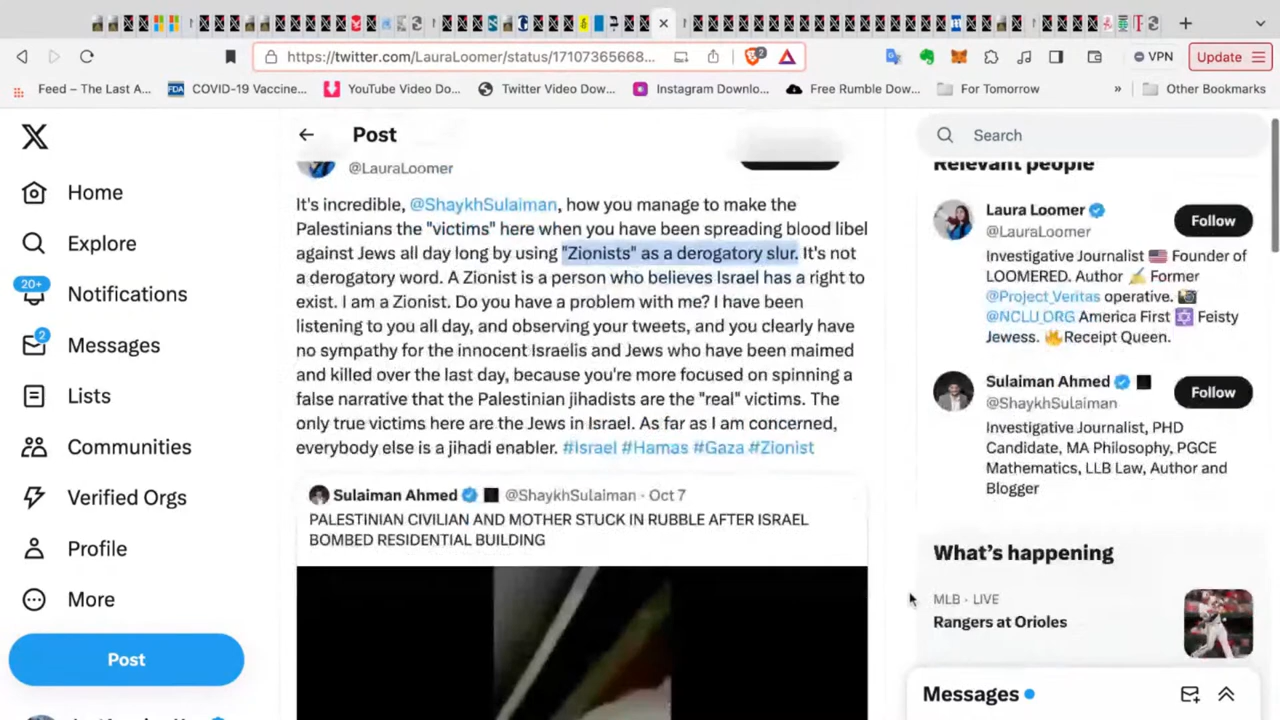 https://twitter.com/LauraLoomer/status/17107365668...
2
VPN
Update
Feed – The Last A...
FDA COVID-19 Vaccine...
YouTube Video Do...
Twitter Video Dow...
Instagram Downlo...
Free Rumble Dow...
For Tomorrow
»
Other Bookmarks
Home
Explore
20+
Notifications
2
Messages
Lists
Communities
Verified Orgs
Profile
More
Post
Post
@LauraLoomer
It's incredible, @ShaykhSulaiman, how you manage to make the
Palestinians the "victims" here when you have been spreading blood libel
against Jews all day long by using "Zionists" as a derogatory slur. It's not
a derogatory word. A Zionist is a person who believes Israel has a right to
exist. I am a Zionist. Do you have a problem with me? I have been
listening to you all day, and observing your tweets, and you clearly have
no sympathy for the innocent Israelis and Jews who have been maimed
and killed over the last day, because you're more focused on spinning a
false narrative that the Palestinian jihadists are the "real" victims. The
only true victims here are the Jews in Israel. As far as I am concerned,
everybody else is a jihadi enabler. #Israel #Hamas #Gaza #Zionist
Sulaiman Ahmed @ShaykhSulaiman · Oct 7
PALESTINIAN CIVILIAN AND MOTHER STUCK IN RUBBLE AFTER ISRAEL
BOMBED RESIDENTIAL BUILDING
Search
Relevant people
Laura Loomer
@LauraLoomer
Follow
Investigative Journalist 🇺🇸 Founder of
LOOMERED. Author ✍️ Former
@Project_Veritas operative. 📸
@NCLU_ORG America First ✡️ Feisty
Jewess. 🔥Receipt Queen.
Sulaiman Ahmed
@ShaykhSulaiman
Follow
Investigative Journalist, PHD
Candidate, MA Philosophy, PGCE
Mathematics, LLB Law, Author and
Blogger
What's happening
MLB · LIVE
Rangers at Orioles
Messages